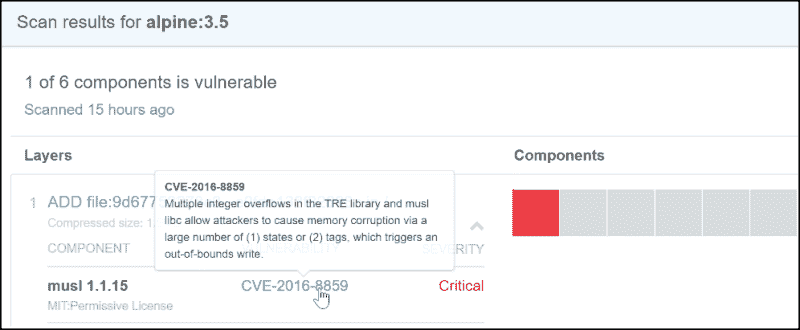 Scan results for alpine:3.5
1 of 6 components is vulnerable
Scanned 15 hours ago
Layers
Components
CVE-2016-8859
Multiple integer overflows in the TRE library and musl
libc allow attackers to cause memory corruption via a
large number of (1) states or (2) tags, which triggers an
out-of-bounds write.
1 ADD file:9d677
Compressed size: 1
COMPONENT SEVERITY
musl 1.1.15 CVE-2016-8859 Critical
MIT:Permissive License